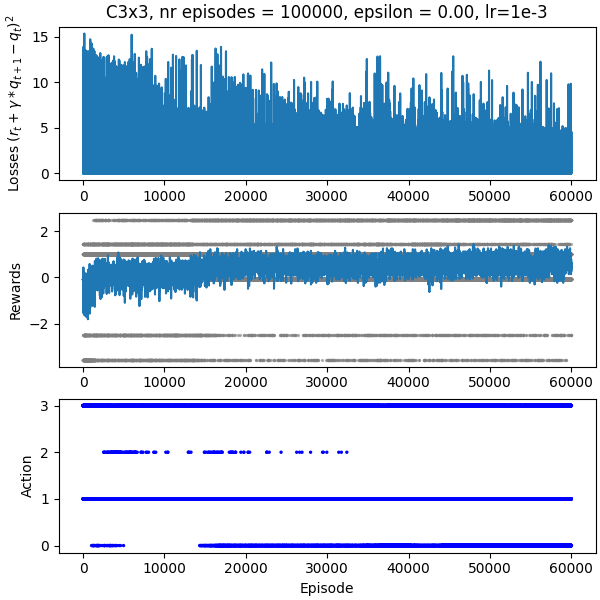 C3x3, nr episodes = 100000, epsilon = 0.00, lr=1e-3
Losses $(r_t + \gamma * q_{t+1} - q_t)^2$
15
10
5
0
0 10000 20000 30000 40000 50000 60000
Rewards
2
0
−2
0 10000 20000 30000 40000 50000 60000
Action
3
2
1
0
0 10000 20000 30000 40000 50000 60000
Episode